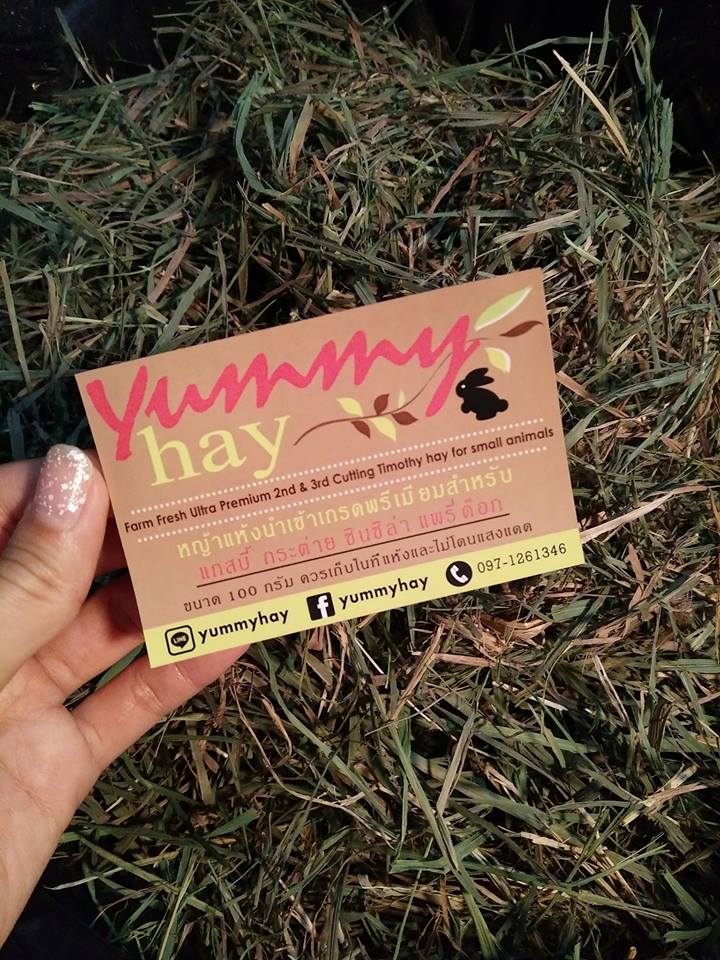 Yummy
hay
Farm Fresh Ultra Premium 2nd & 3rd Cutting Timothy hay for small animals
หญ้าแห้งนำเข้าเกรดพรีเมี่ยมสำหรับ
แกสบี้ กระต่าย ชินชิล่า แพรี่ด็อก
ขนาด 100 กรัม ควรเก็บในที่แห้งและไม่โดนแสงแดด
LINE yummyhay f yummyhay 097-1261346